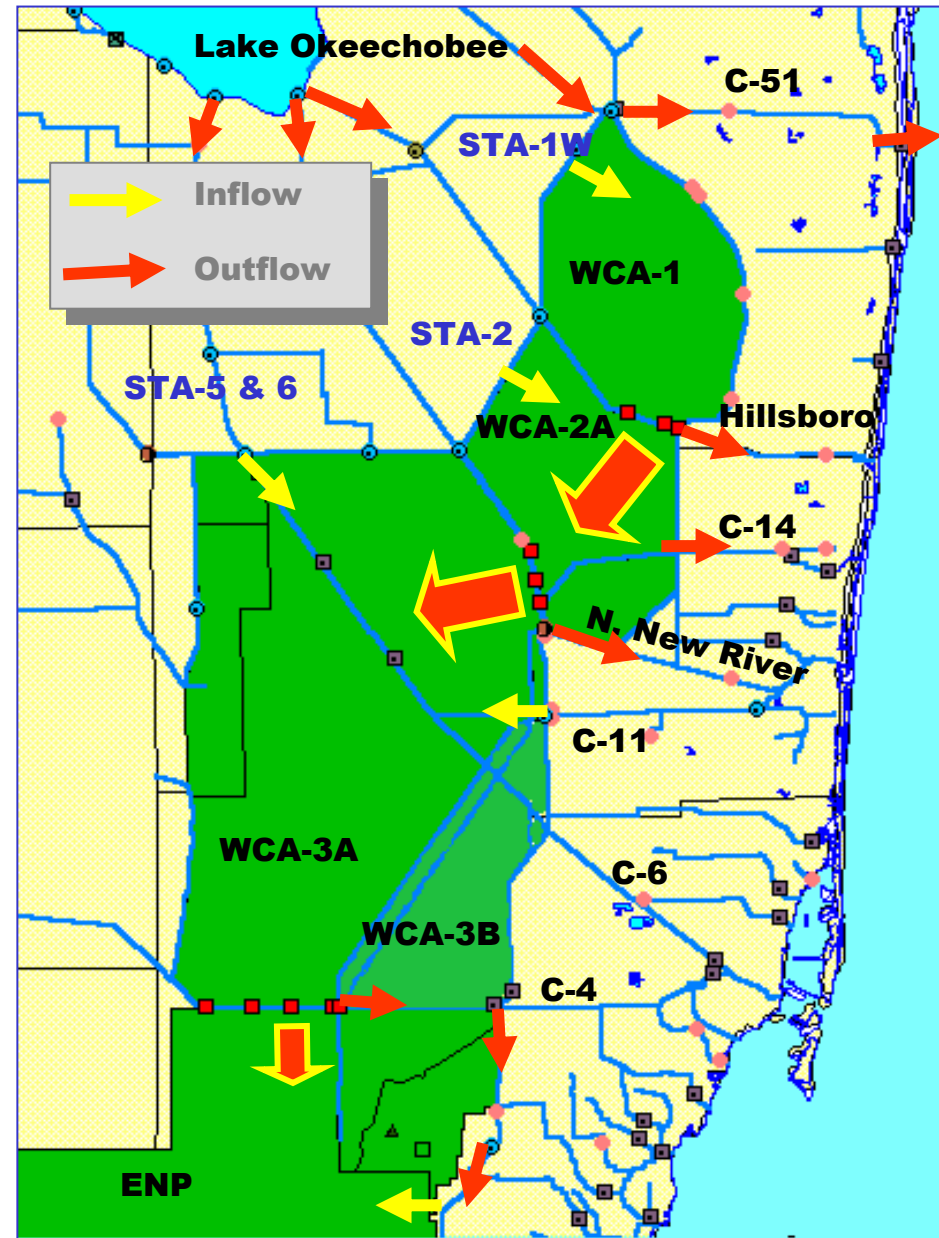 Lake Okeechobee
C-51
STA-1W
Inflow
Outflow
WCA-1
STA-2
STA-5 & 6
WCA-2A
Hillsboro
C-14
N. New River
C-11
WCA-3A
C-6
WCA-3B
C-4
ENP